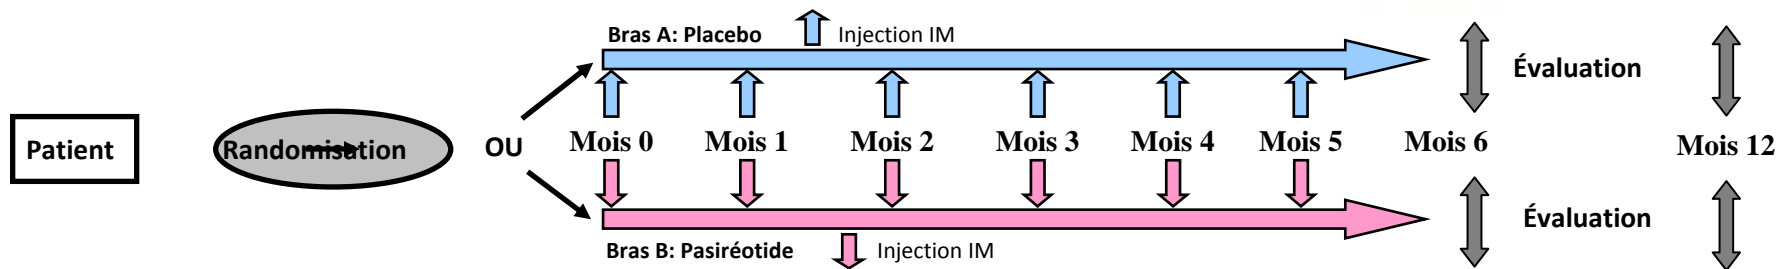 Bras A: Placebo Injection IM
Évaluation
Patient Randomisation OU Mois 0 Mois 1 Mois 2 Mois 3 Mois 4 Mois 5 Mois 6 Mois 12
Évaluation
Bras B: Pasiréotide Injection IM